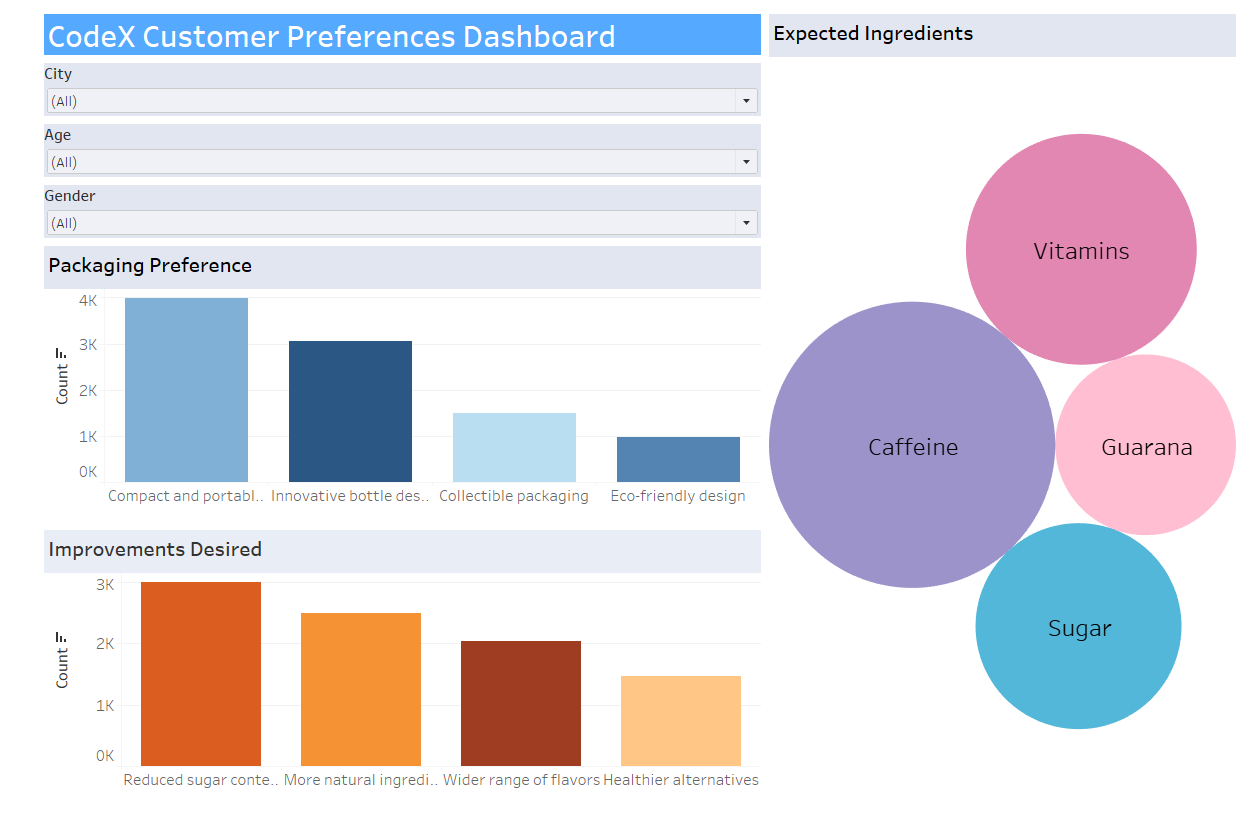 CodeX Customer Preferences Dashboard
City
(All)
Age
(All)
Gender
(All)
Packaging Preference
4K
3K
2K
1K
0K
Count
Compact and portabl..
Innovative bottle des..
Collectible packaging
Eco-friendly design
Improvements Desired
3K
2K
1K
0K
Count
Reduced sugar conte..
More natural ingredi..
Wider range of flavors
Healthier alternatives
Expected Ingredients
Vitamins
Caffeine
Guarana
Sugar